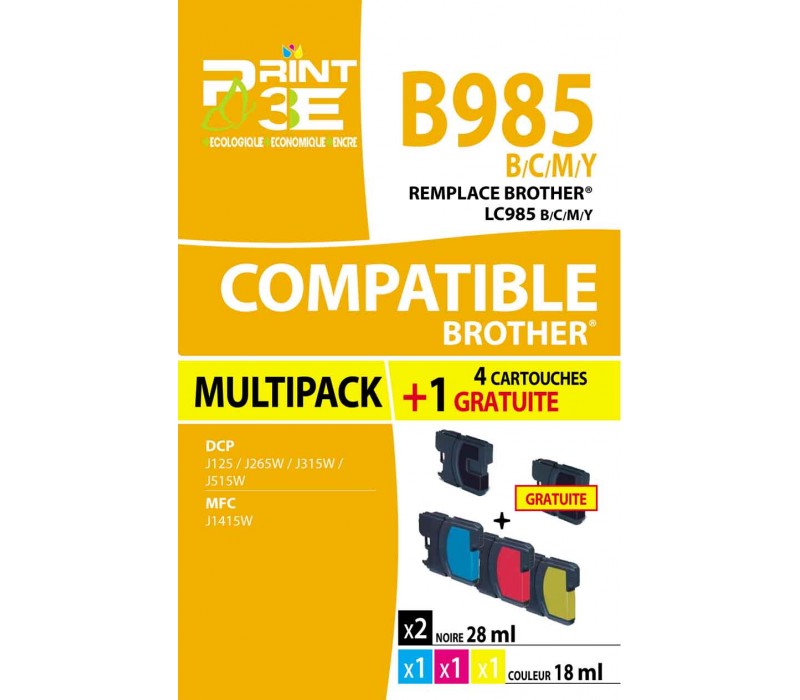 PRINT
3E
+ECOLOGIQUE+ECONOMIQUE+ENCRE
B985
B/C/M/Y
REMPLACE BROTHER®
LC985 B/C/M/Y
COMPATIBLE
BROTHER®
MULTIPACK
4 CARTOUCHES
+1 GRATUITE
DCP
J125 / J265W / J315W /
J515W
MFC
J1415W
GRATUITE
+
x2 NOIRE 28 ml
x1 x1 x1 COULEUR 18 ml